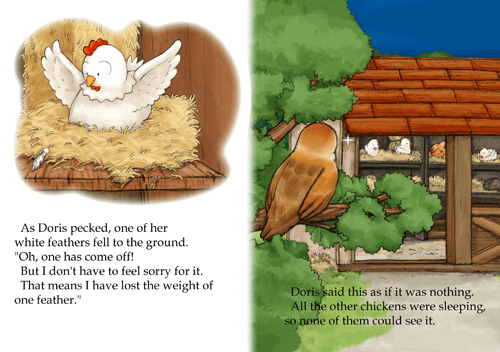 As Doris pecked, one of her
white feathers fell to the ground.
"Oh, one has come off!
But I don't have to feel sorry for it.
That means I have lost the weight of
one feather."
Doris said this as if it was nothing.
All the other chickens were sleeping,
so none of them could see it.